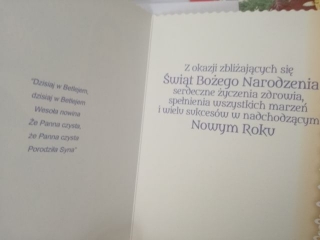 "Dzisiaj w Betlejem,
dzisiaj w Betlejem
Wesoła nowina
Że Panna czysta,
że Panna czysta
Porodziła Syna"
Z okazji zbliżających się
Świąt Bożego Narodzenia
serdeczne życzenia zdrowia,
spełnienia wszystkich marzeń
i wielu sukcesów w nadchodzącym
Nowym Roku